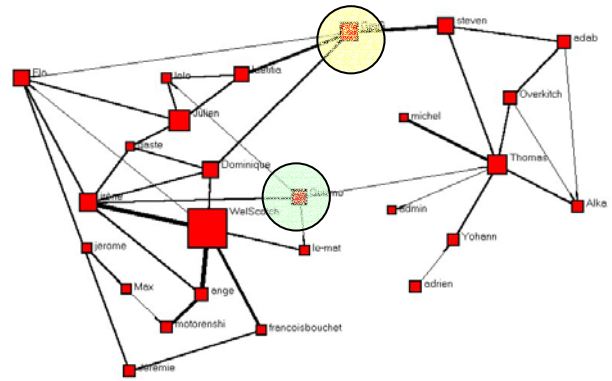 steven
adab
Flo
lolo
laetitia
Overkitch
michel
Julien
gaste
Thomas
Dominique
irène
WelScotch
admin
Alka
jerome
le-mat
Yohann
Max
ange
adrien
motorenshi
francoisbouchet
Jeremie